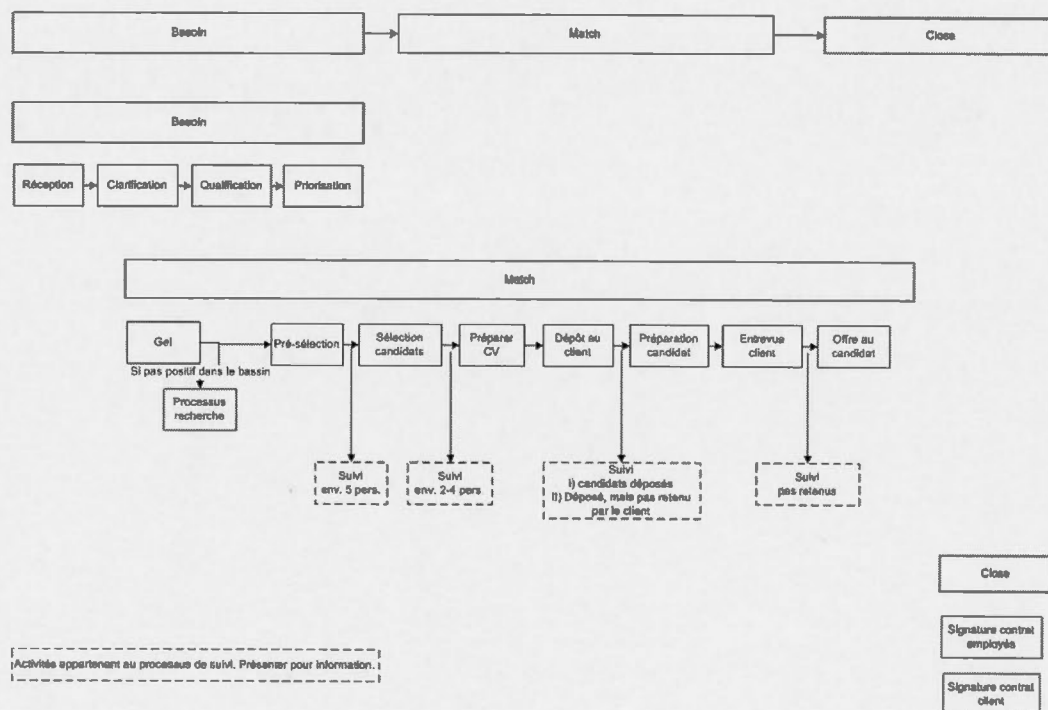 Besoin
Match
Close
Besoin
Réception
Clarification
Qualification
Priorisation
Match
Gel
Pré-sélection
Sélection
candidats
Préparer
CV
Dépôt au
client
Préparation
candidat
Entrevue
client
Offre au
candidat
Si pas positif dans le bassin
Processus
recherche
Suivi
env. 5 pers.
Suivi
env. 2-4 pers
Suivi
I) candidats déposés
II) Déposé, mais pas retenu
par le client
Suivi
pas retenus
Close
Signature contrat
employés
Activités appartenant au processus de suivi. Présenter pour information.
Signature contrat
client